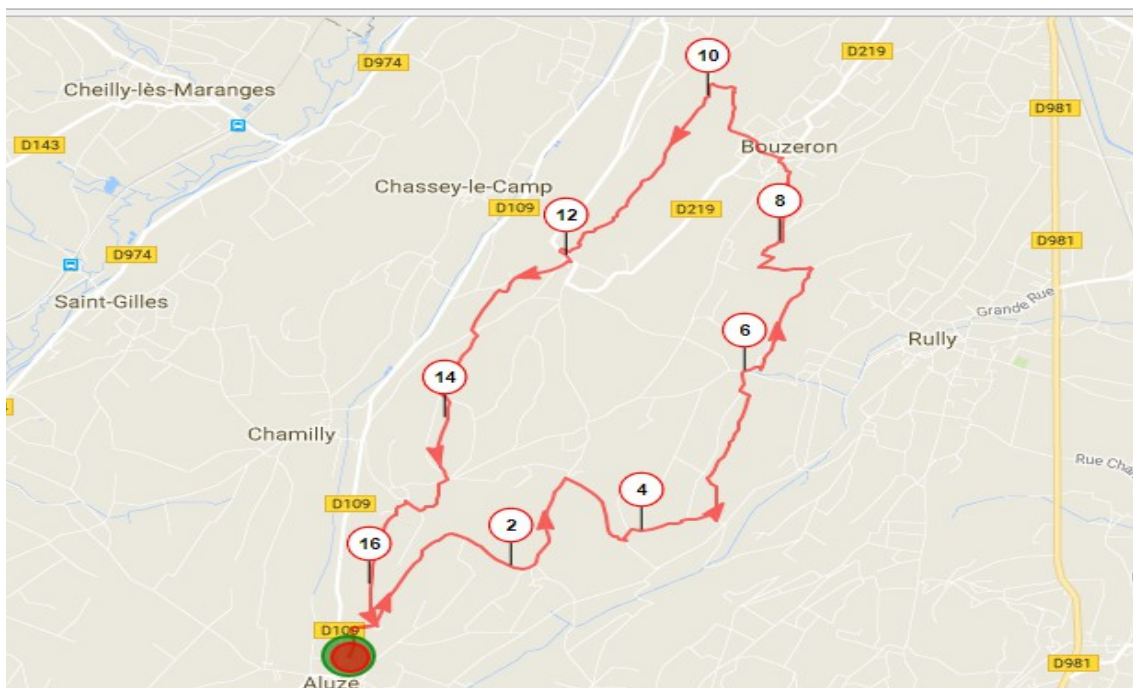 10
D974
D219
Cheilly-lès-Maranges
D981
D143
Bouzeron
Chassey-le-Camp
D109
12
D219
8
D974
D981
Saint-Gilles
Grande Rue
6
Rully
14
Chamilly
Rue Cha
4
D109
2
16
D109
D981
Aluze